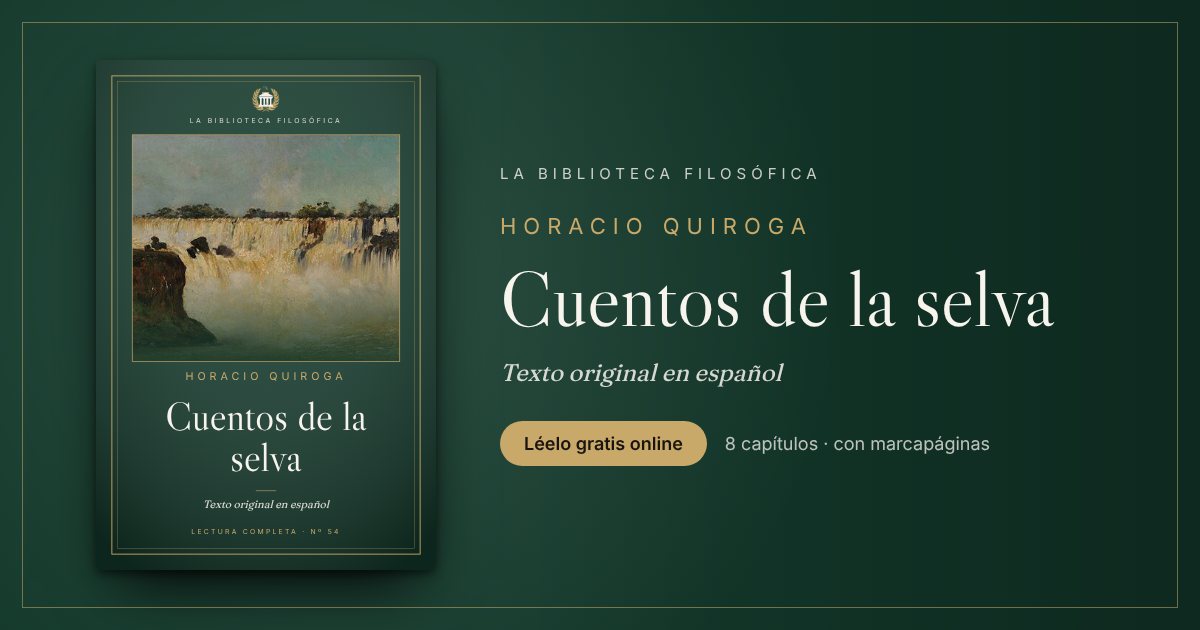 LA BIBLIOTECA FILOSÓFICA
HORACIO QUIROGA
Cuentos de la
selva
Texto original en español
LECTURA COMPLETA · Nº 54
LA BIBLIOTECA FILOSÓFICA
HORACIO QUIROGA
Cuentos de la selva
Texto original en español
Léelo gratis online
8 capítulos · con marcapáginas